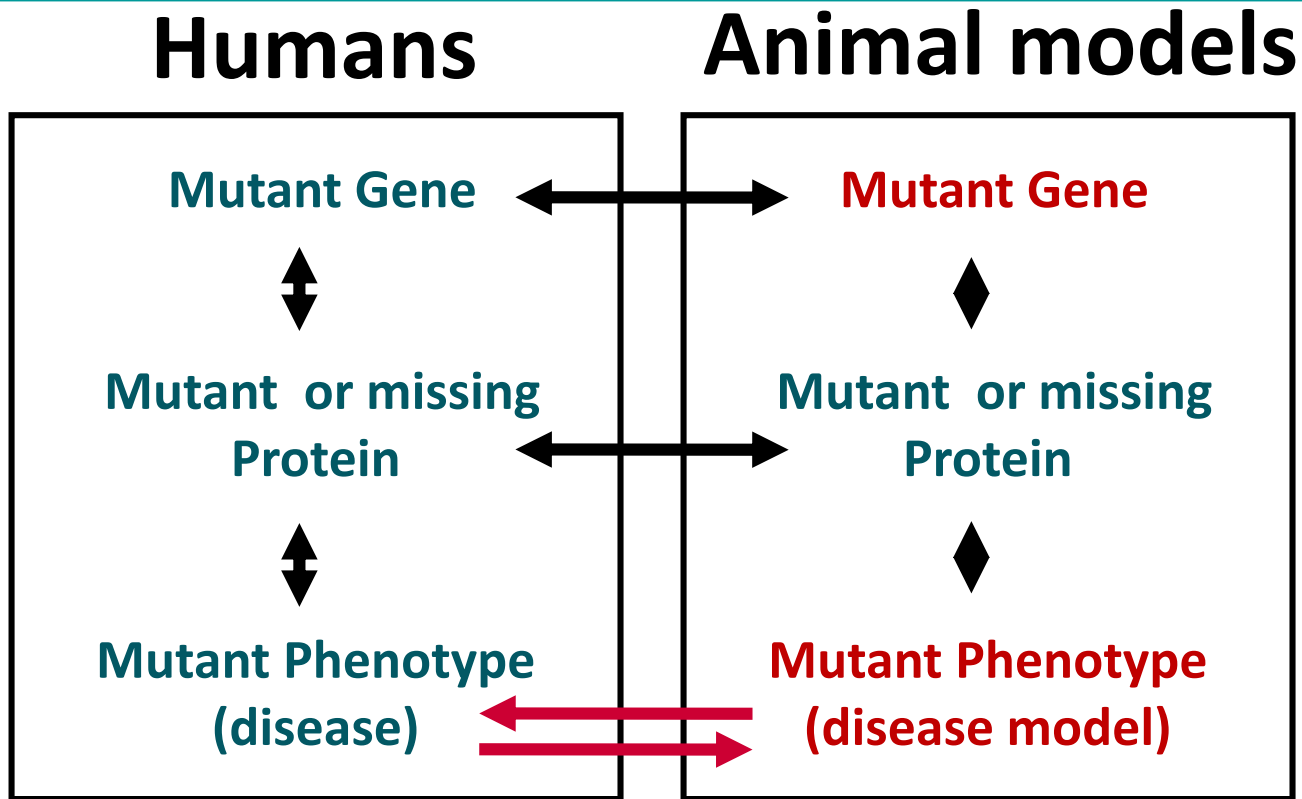 Humans
Animal models
Mutant Gene
Mutant or missing
Protein
Mutant Phenotype
(disease)
Mutant Gene
Mutant or missing
Protein
Mutant Phenotype
(disease model)